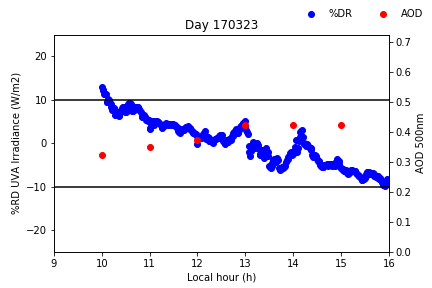 %DR AOD
Day 170323
20
10
0
−10
−20
%RD UVA Irradiance (W/m2)
0.7
0.6
0.5
0.4
0.3
0.2
0.1
0.0
AOD 500nm
9 10 11 12 13 14 15 16
Local hour (h)